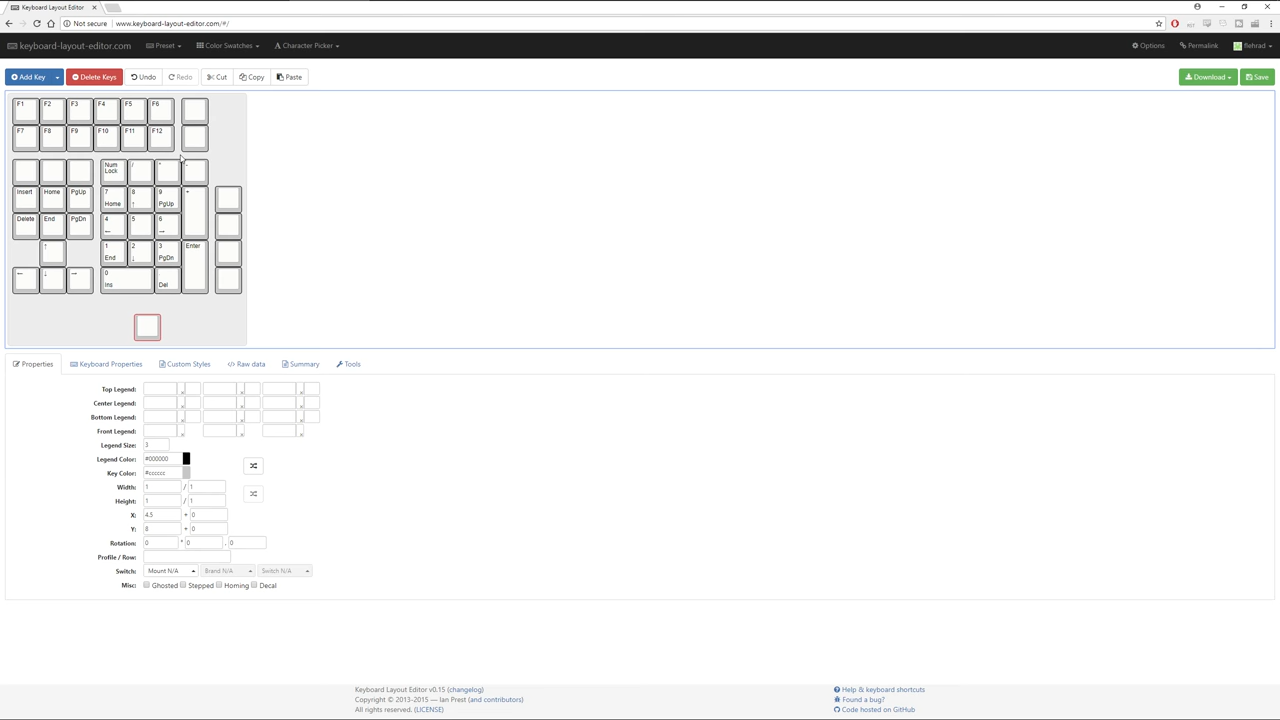 Keyboard Layout Editor
Not secure www.keyboard-layout-editor.com/#/
keyboard-layout-editor.com Preset Color Swatches Character Picker Options Permalink flehrad
Add Key Delete Keys Undo Redo Cut Copy Paste Download Save
F1 F2 F3 F4 F5 F6
F7 F8 F9 F10 F11 F12
Num Lock / * -
Insert Home PgUp 7 Home 8 ↑ 9 PgUp +
Delete End PgDn 4 ← 5 6 →
↑ 1 End 2 ↓ 3 PgDn Enter
← ↓ → 0 Ins . Del
Properties Keyboard Properties Custom Styles Raw data Summary Tools
Top Legend:
Center Legend:
Bottom Legend:
Front Legend:
Legend Size: 3
Legend Color: #000000
Key Color: #cccccc
Width: 1 / 1
Height: 1 / 1
X: 4.5 + 0
Y: 8 + 0
Rotation: 0 ° 0 , 0
Profile / Row:
Switch: Mount N/A Brand N/A Switch N/A
Misc: Ghosted Stepped Homing Decal
Keyboard Layout Editor v0.15 (changelog)
Copyright © 2013-2015 — Ian Prest (and contributors)
All rights reserved. (LICENSE)
Help & keyboard shortcuts
Found a bug?
Code hosted on GitHub